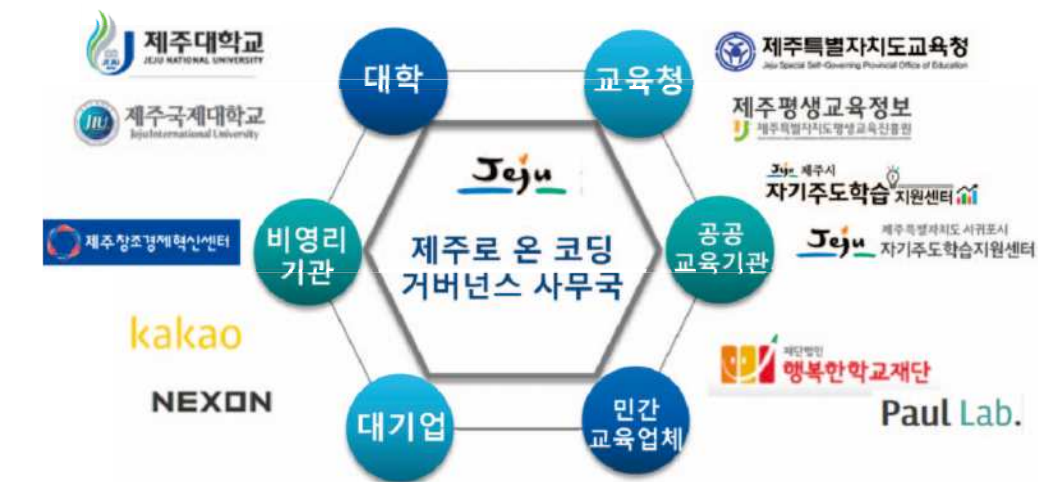 제주대학교
JEJU NATIONAL UNIVERSITY
제주국제대학교
Jeju International University
대학
교육청
제주특별자치도교육청
Jeju Special Self-Governing Provincial Office of Education
제주평생교육정보
제주특별자치도평생교육진흥원
Jeju 제주시
자기주도학습 지원센터
Jeju
제주로 온 코딩
거버넌스 사무국
제주창조경제혁신센터
비영리
기관
공공
교육기관
Jeju 제주특별자치도 서귀포시
자기주도학습지원센터
kakao
NEXON
대기업
민간
교육업체
재단법인
행복한학교재단
Paul Lab.